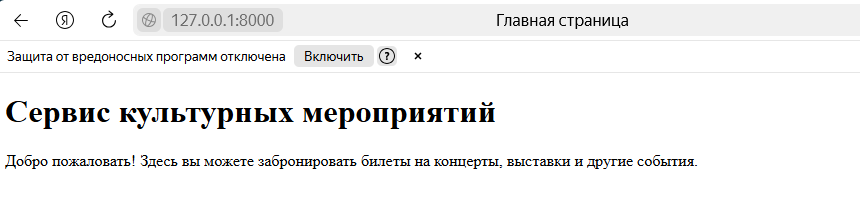 Я 127.0.0.1:8000 Главная страница
Защита от вредоносных программ отключена Включить ? ×
Сервис культурных мероприятий
Добро пожаловать! Здесь вы можете забронировать билеты на концерты, выставки и другие события.